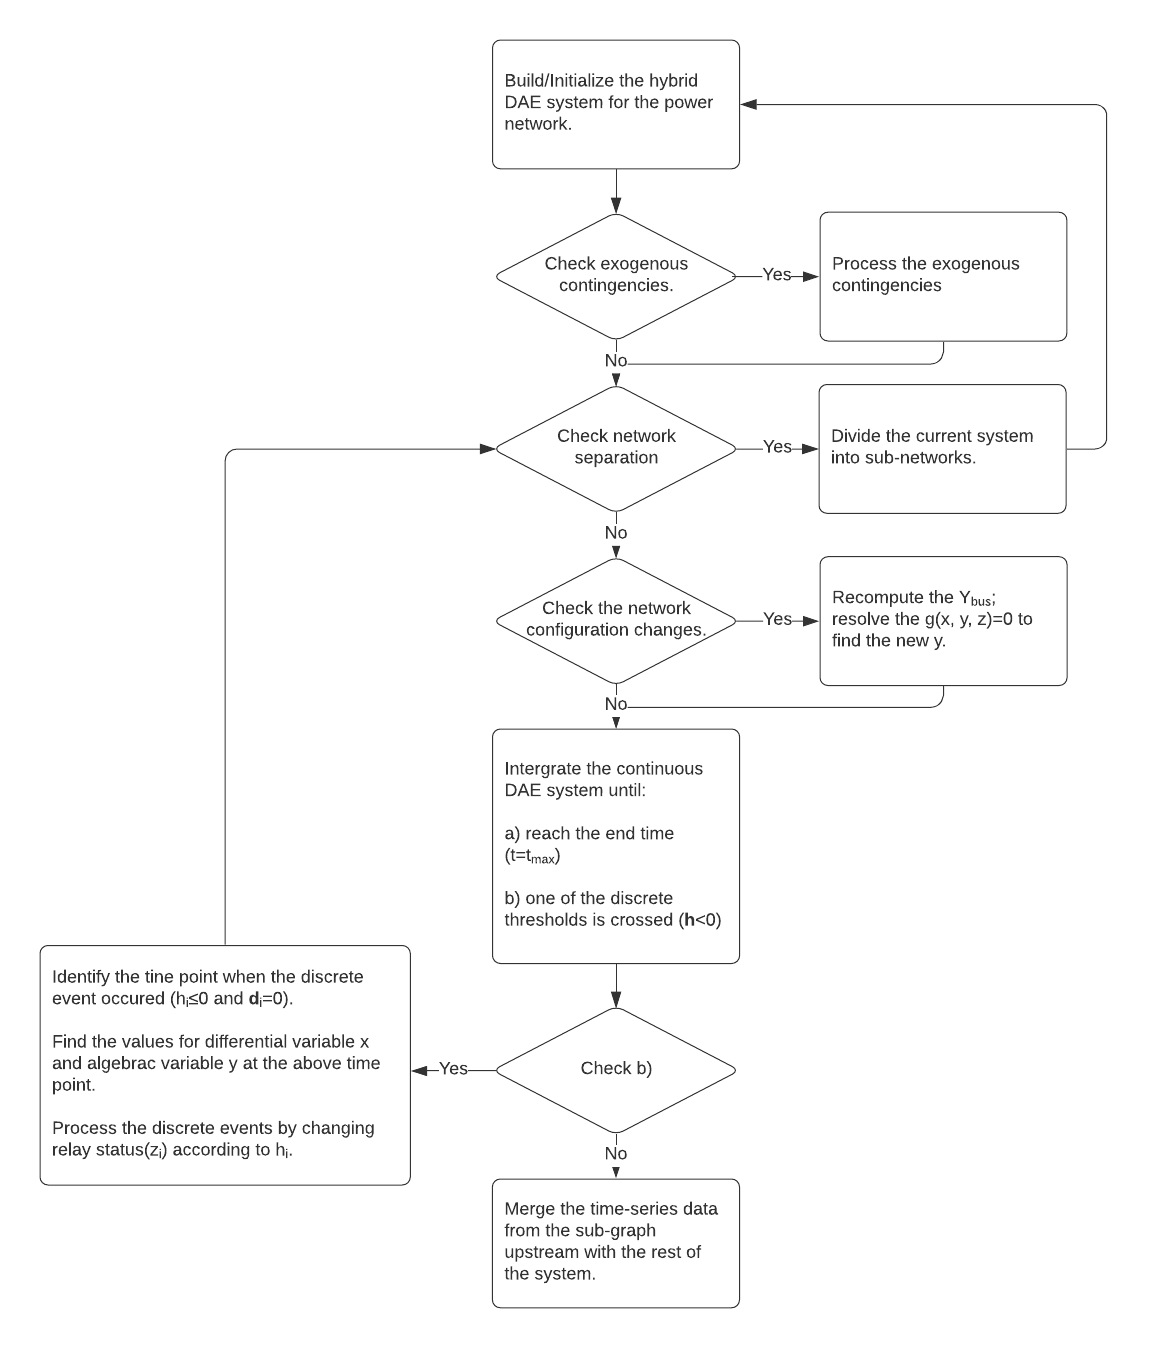 Build/Initialize the hybrid
DAE system for the power
network.
Check exogenous
contingencies.
Yes
Process the exogenous
contingencies
No
Check network
separation
Yes
Divide the current system
into sub-networks.
No
Check the network
configuration changes.
Yes
Recompute the Ybus;
resolve the g(x, y, z)=0 to
find the new y.
No
Intergrate the continuous
DAE system until:
a) reach the end time
(t=tmax)
b) one of the discrete
thresholds is crossed (h<0)
Identify the tine point when the discrete
event occured (hi≤0 and di=0).
Find the values for differential variable x
and algebrac variable y at the above time
point.
Process the discrete events by changing
relay status(zi) according to hi.
Yes
Check b)
No
Merge the time-series data
from the sub-graph
upstream with the rest of
the system.